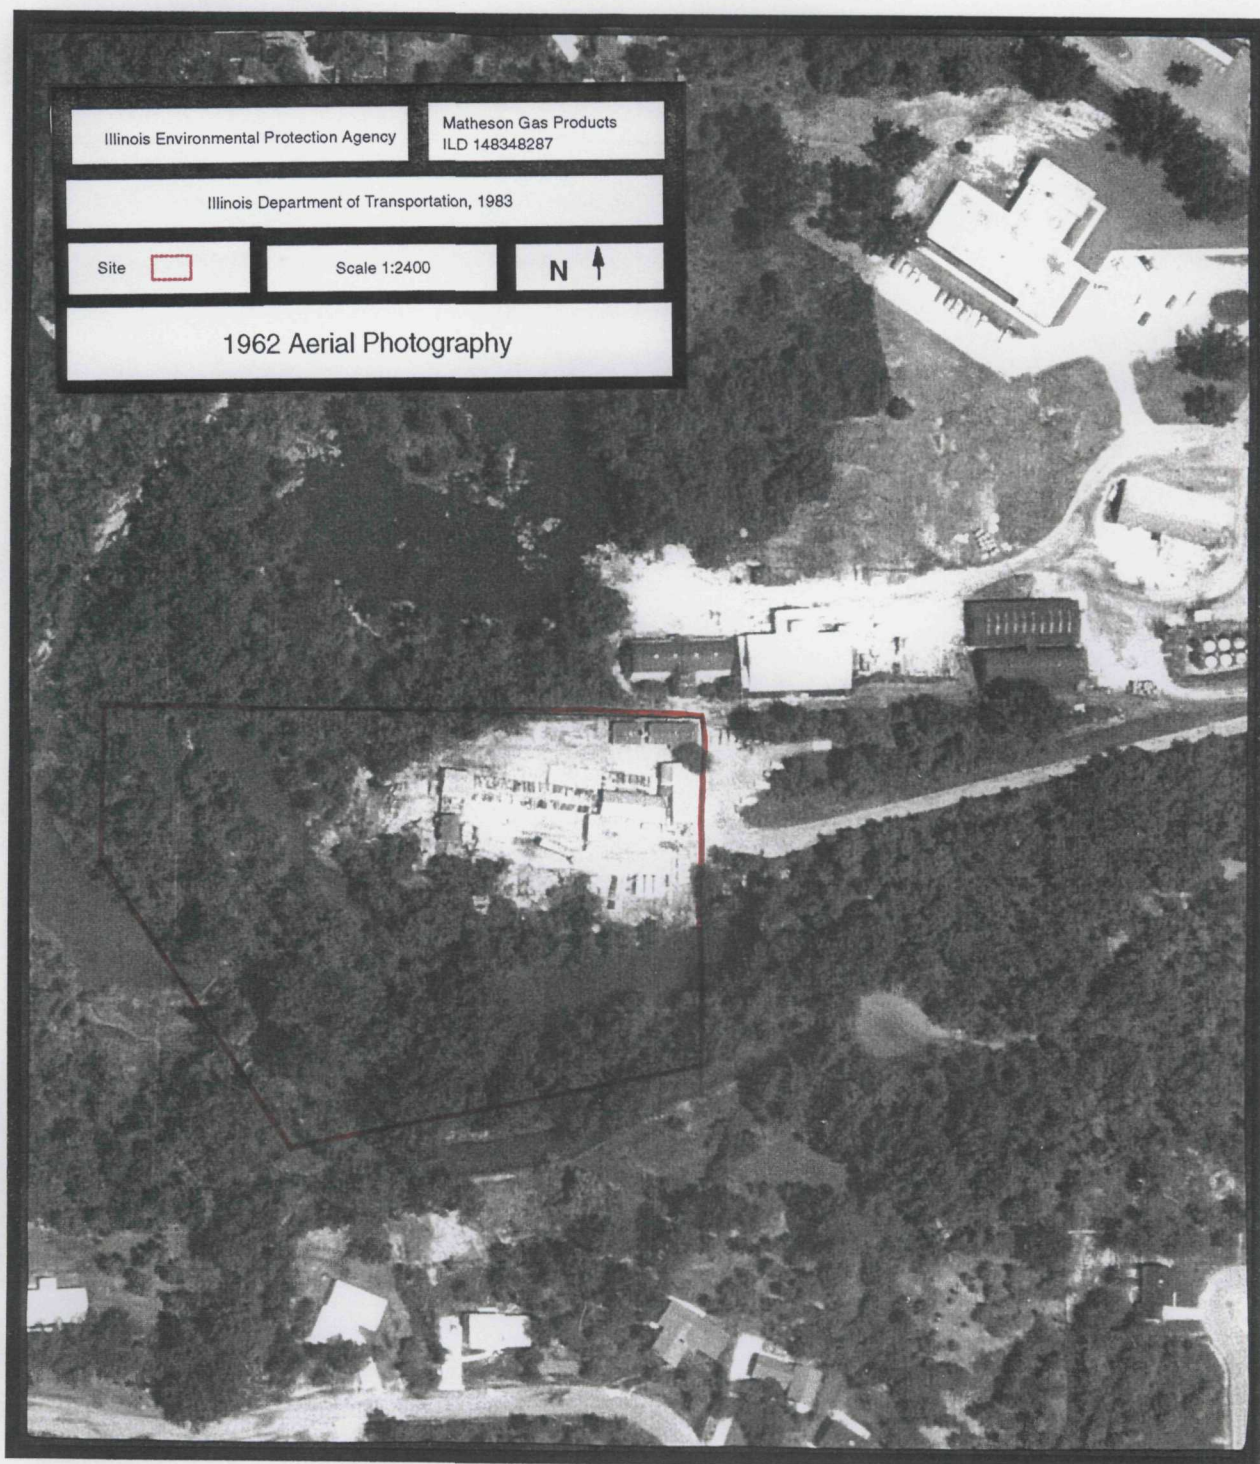 Illinois Environmental Protection Agency
Matheson Gas Products
ILD 148348287
Illinois Department of Transportation, 1983
Site
Scale 1:2400
N
1962 Aerial Photography